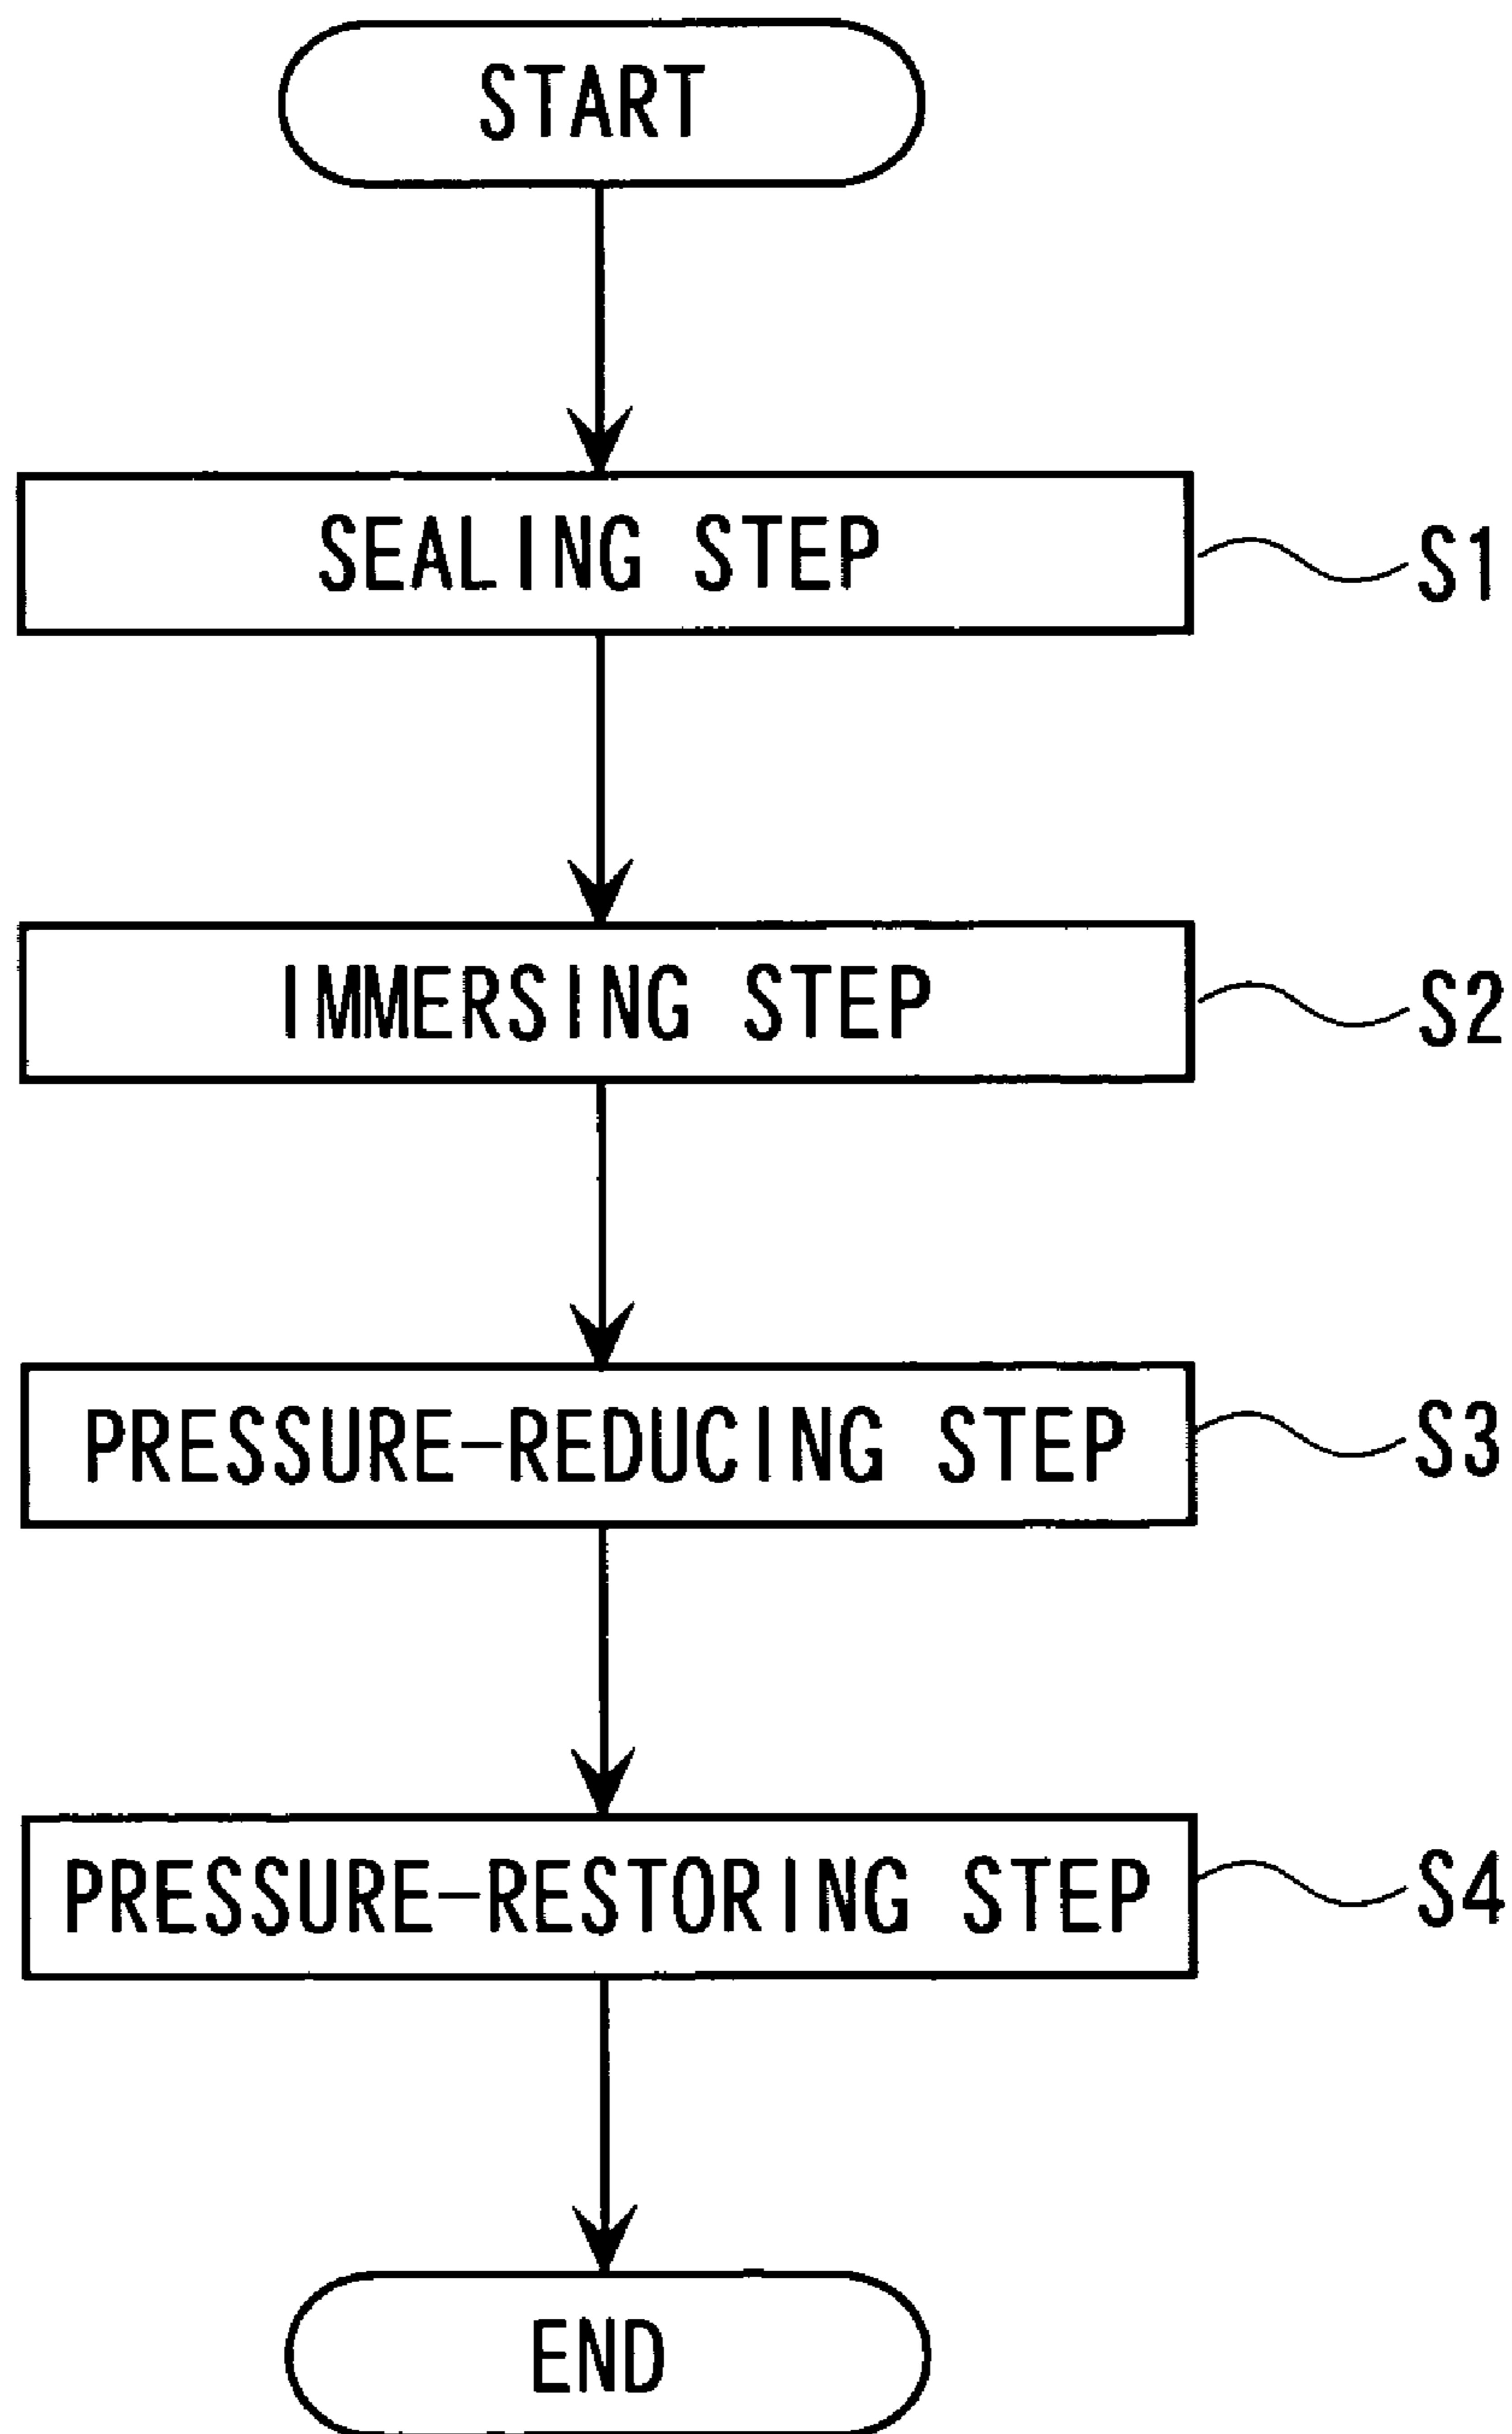 START
SEALING STEP S1
IMMERSING STEP S2
PRESSURE-REDUCING STEP S3
PRESSURE-RESTORING STEP S4
END